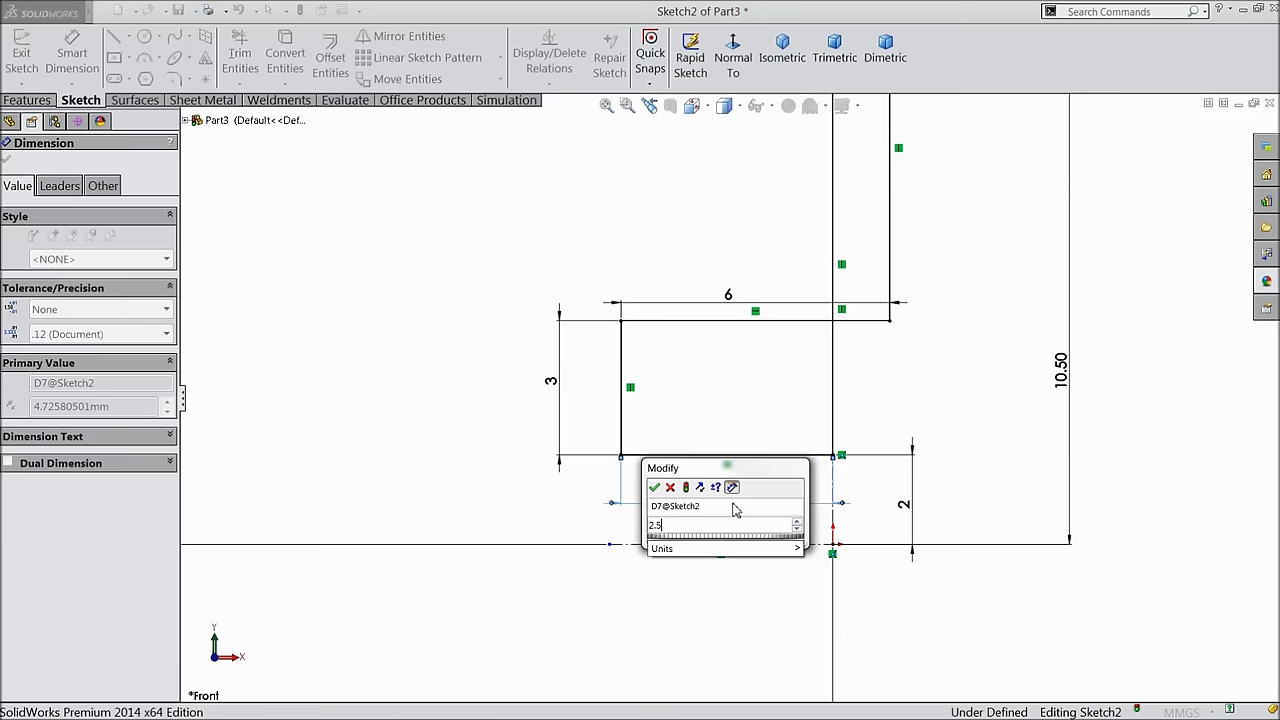 SOLIDWORKS
Sketch2 of Part3 *
Search Commands
Exit Sketch
Smart Dimension
Trim Entities
Convert Entities
Offset Entities
Mirror Entities
Linear Sketch Pattern
Move Entities
Display/Delete Relations
Repair Sketch
Quick Snaps
Rapid Sketch
Normal To
Isometric
Trimetric
Dimetric
Features
Sketch
Surfaces
Sheet Metal
Weldments
Evaluate
Office Products
Simulation
Part3 (Default<<Def...
Dimension
?
Value
Leaders
Other
Style
<NONE>
Tolerance/Precision
None
.12 (Document)
Primary Value
D7@Sketch2
4.72580501mm
Dimension Text
Dual Dimension
6
3
10.50
2
Modify
D7@Sketch2
2.5
Units >
Y
X
*Front
SolidWorks Premium 2014 x64 Edition
Under Defined
Editing Sketch2
MMGS